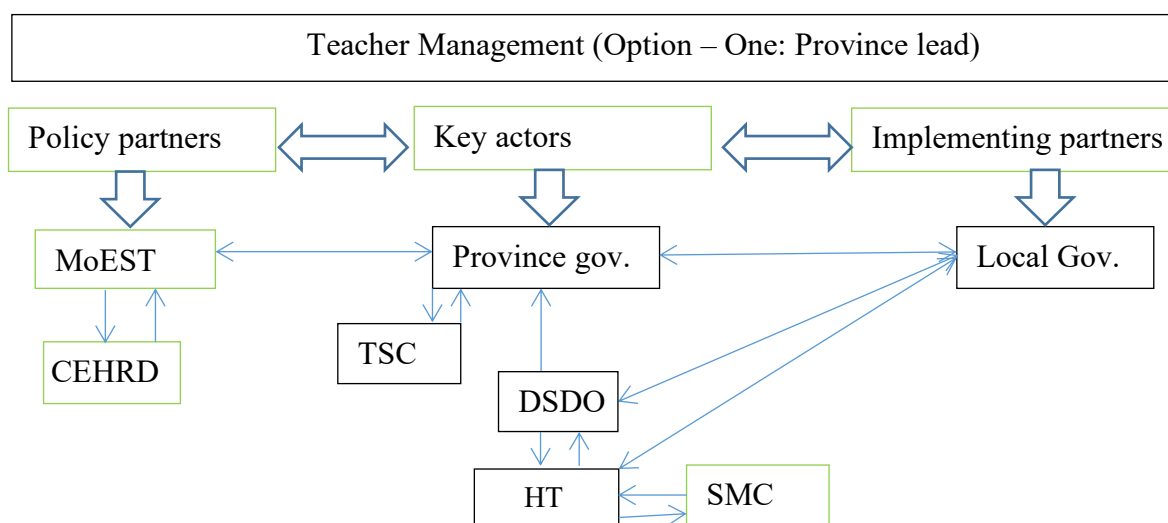 Teacher Management (Option – One: Province lead)
Policy partners
Key actors
Implementing partners
MoEST
Province gov.
Local Gov.
TSC
CEHRD
DSDO
HT
SMC